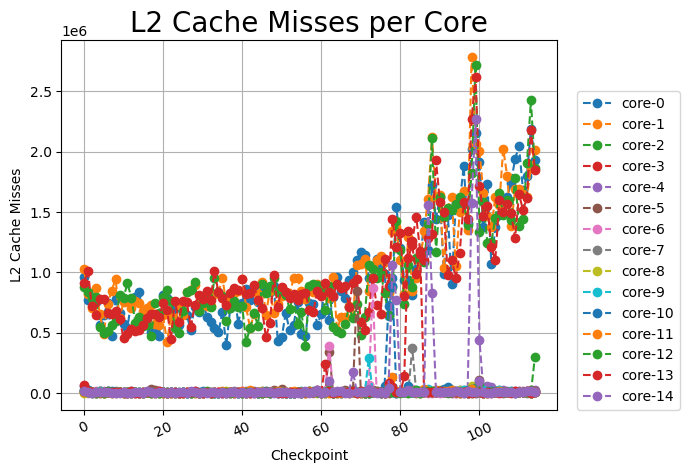 L2 Cache Misses per Core
1e6
2.5
2.0
1.5
1.0
0.5
0.0
L2 Cache Misses
0
20
40
60
80
100
Checkpoint
core-0
core-1
core-2
core-3
core-4
core-5
core-6
core-7
core-8
core-9
core-10
core-11
core-12
core-13
core-14